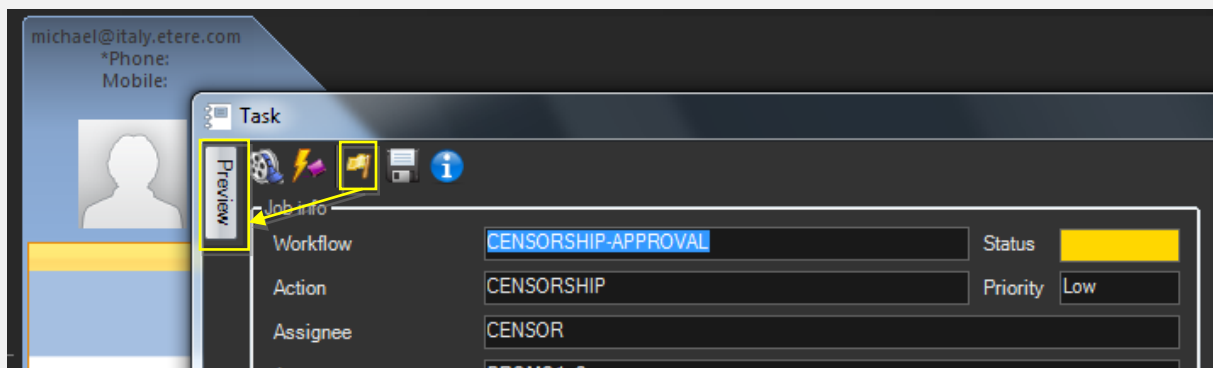 michael@italy.etere.com
*Phone:
Mobile:
Task
Preview
Job info
Workflow CENSORSHIP-APPROVAL Status
Action CENSORSHIP Priority Low
Assignee CENSOR